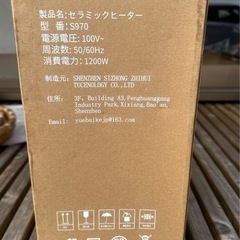 製品名:セラミックヒーター
型　番: S970
電源電圧: 100V~
周波数: 50/60Hz
消費電力: 1200W
制造元: SHENZHEN SIZHONG ZHIHUI
TUCHNOLOGY CO.,LTD
住所: 3F, Building A3,Fenghuanggang
Industry Park,Xixiang,Bao'an
Shenzhen
yuebuikejp@163.com